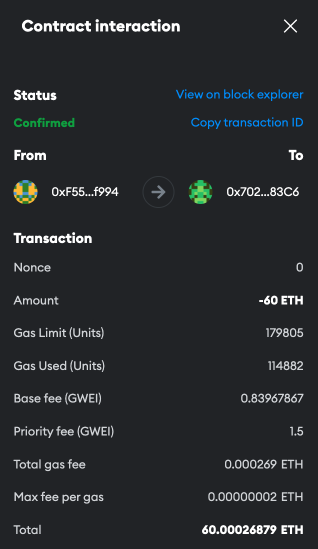 Contract interaction
Status View on block explorer
Confirmed Copy transaction ID
From To
0xF55...f994 0x702...83C6
Transaction
Nonce 0
Amount -60 ETH
Gas Limit (Units) 179805
Gas Used (Units) 114882
Base fee (GWEI) 0.83967867
Priority fee (GWEI) 1.5
Total gas fee 0.000269 ETH
Max fee per gas 0.00000002 ETH
Total 60.00026879 ETH